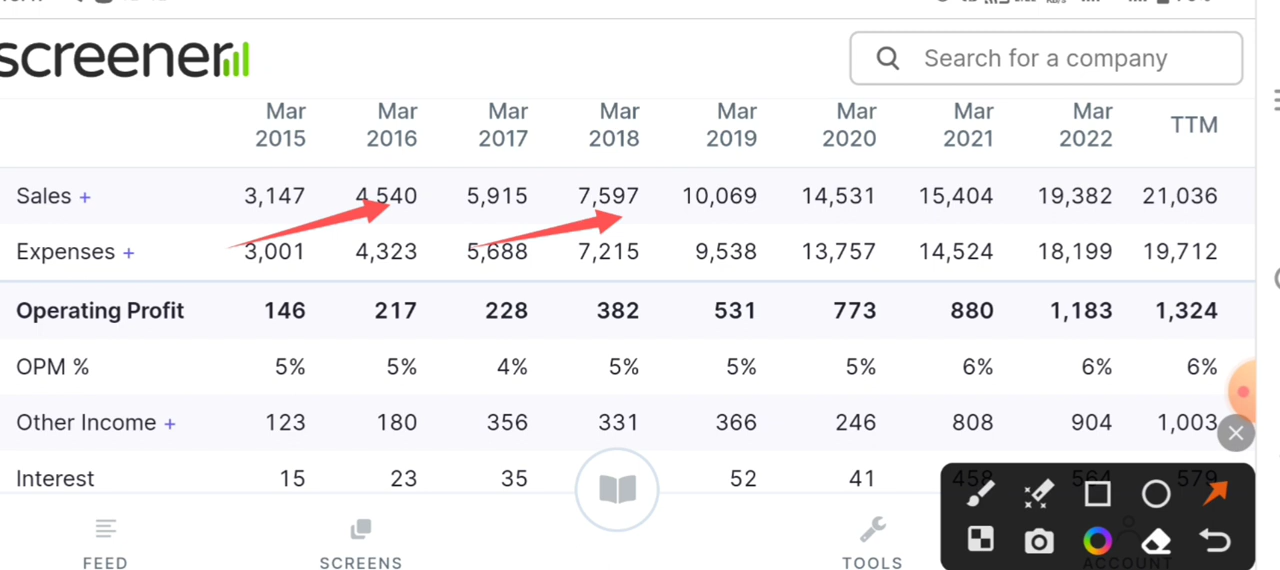 screener
Search for a company
Mar 2015 Mar 2016 Mar 2017 Mar 2018 Mar 2019 Mar 2020 Mar 2021 Mar 2022 TTM
Sales + 3,147 4,540 5,915 7,597 10,069 14,531 15,404 19,382 21,036
Expenses + 3,001 4,323 5,688 7,215 9,538 13,757 14,524 18,199 19,712
Operating Profit 146 217 228 382 531 773 880 1,183 1,324
OPM % 5% 5% 4% 5% 5% 5% 6% 6% 6%
Other Income + 123 180 356 331 366 246 808 904 1,003
Interest 15 23 35 52 41 458 564 579
FEED SCREENS TOOLS ACCOUNT